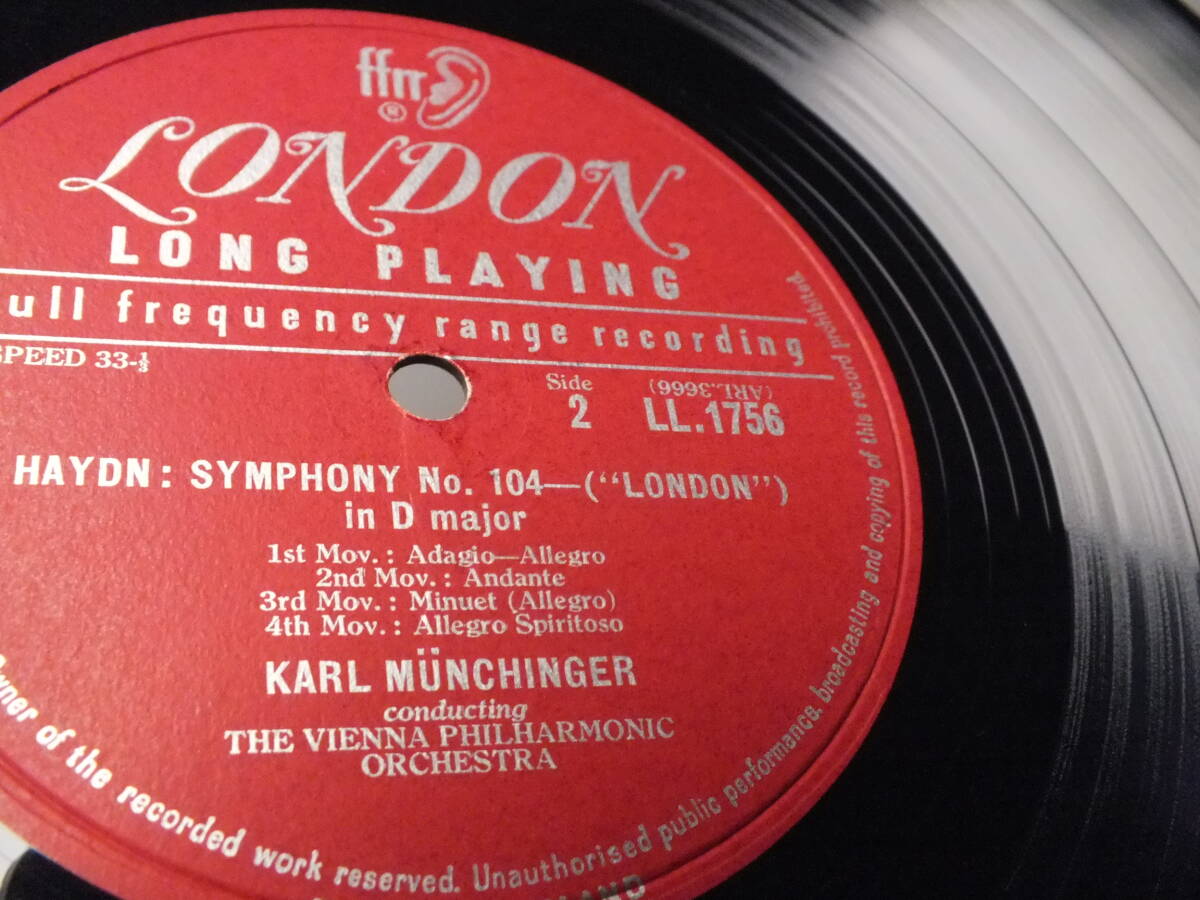 ffrr
®
LONDON
LONG PLAYING
ull frequency range recording
SPEED 33-⅓
Side
2
(ARL.3666)
LL.1756
HAYDN: SYMPHONY No. 104—("LONDON")
in D major
1st Mov.: Adagio—Allegro
2nd Mov.: Andante
3rd Mov.: Minuet (Allegro)
4th Mov.: Allegro Spiritoso
KARL MÜNCHINGER
conducting
THE VIENNA PHILHARMONIC
ORCHESTRA
owner of the recorded work reserved. Unauthorised public performance, broadcasting and copying of this record prohibited.